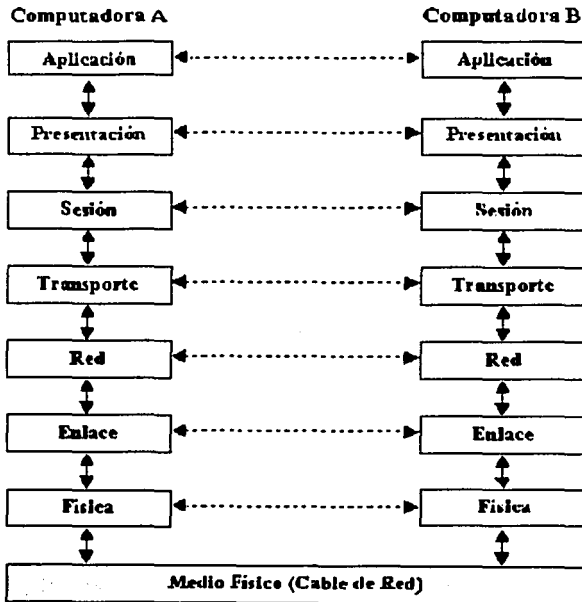 Computadora A Computadora B
Aplicación Aplicación
Presentación Presentación
Sesión Sesión
Transporte Transporte
Red Red
Enlace Enlace
Física Física
Medio Físico (Cable de Red)